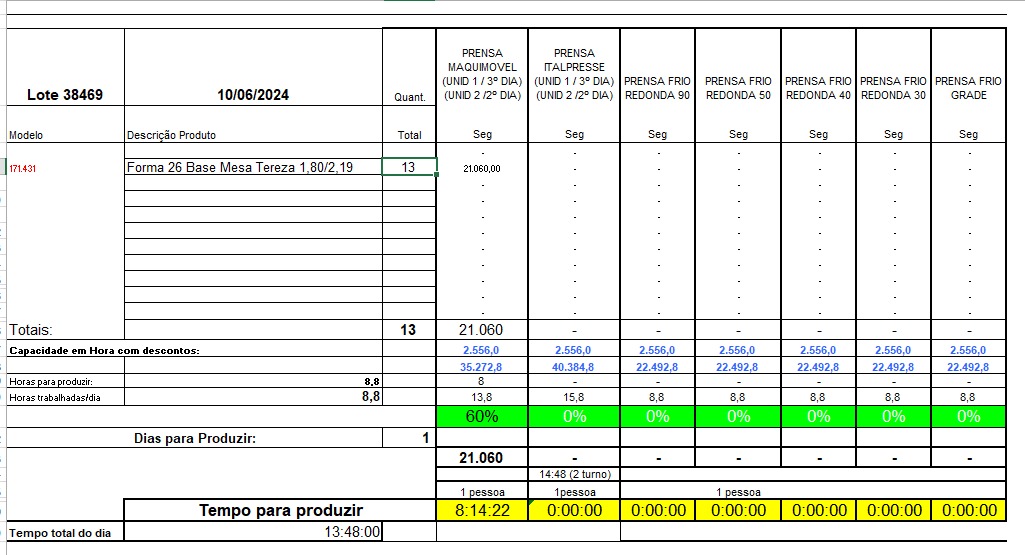 PRENSA MAQUIMOVEL (UNID 1 / 3º DIA) (UNID 2 /2º DIA)
PRENSA ITALPRESSE (UNID 1 / 3º DIA) (UNID 2 /2º DIA)
PRENSA FRIO REDONDA 90
PRENSA FRIO REDONDA 50
PRENSA FRIO REDONDA 40
PRENSA FRIO REDONDA 30
PRENSA FRIO GRADE
Lote 38469 10/06/2024 Quant.
Modelo Descrição Produto Total Seg Seg Seg Seg Seg Seg Seg
- - - - - - -
171.431 Forma 26 Base Mesa Tereza 1,80/2,19 13 21.060,00 - - - - - -
- - - - - - -
- - - - - - -
- - - - - - -
- - - - - - -
- - - - - - -
- - - - - - -
- - - - - - -
- - - - - - -
- - - - - - -
Totais: 13 21.060 - - - - - -
Capacidade em Hora com descontos: 2.556,0 2.556,0 2.556,0 2.556,0 2.556,0 2.556,0 2.556,0
35.272,8 40.384,8 22.492,8 22.492,8 22.492,8 22.492,8 22.492,8
Horas para produzir: 8,8 8 - - - - - -
Horas trabalhadas/dia 8,8 13,8 15,8 8,8 8,8 8,8 8,8 8,8
60% 0% 0% 0% 0% 0% 0%
Dias para Produzir: 1
21.060 - - - - - -
14:48 (2 turno)
1 pessoa 1pessoa 1 pessoa
Tempo para produzir 8:14:22 0:00:00 0:00:00 0:00:00 0:00:00 0:00:00 0:00:00
Tempo total do dia 13:48:00